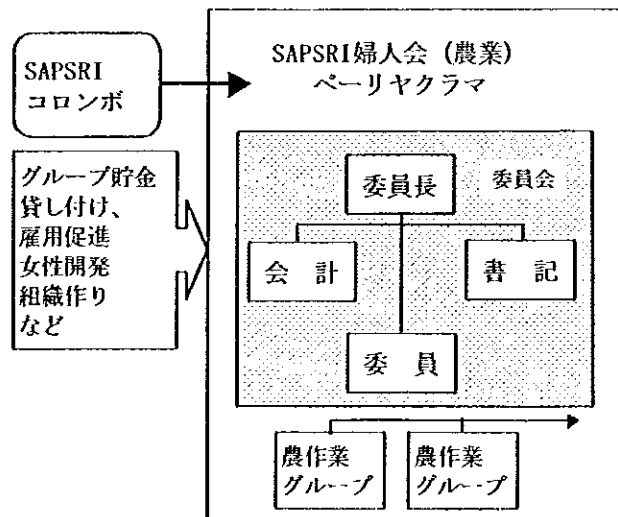 SAPSRI
コロンボ
SAPSRI婦人会（農業）
ペーリヤクラマ
グループ貯金
貸し付け、
雇用促進
女性開発
組織作り
など
委員長
委員会
会　計
書　記
委　員
農作業
グループ
農作業
グループ